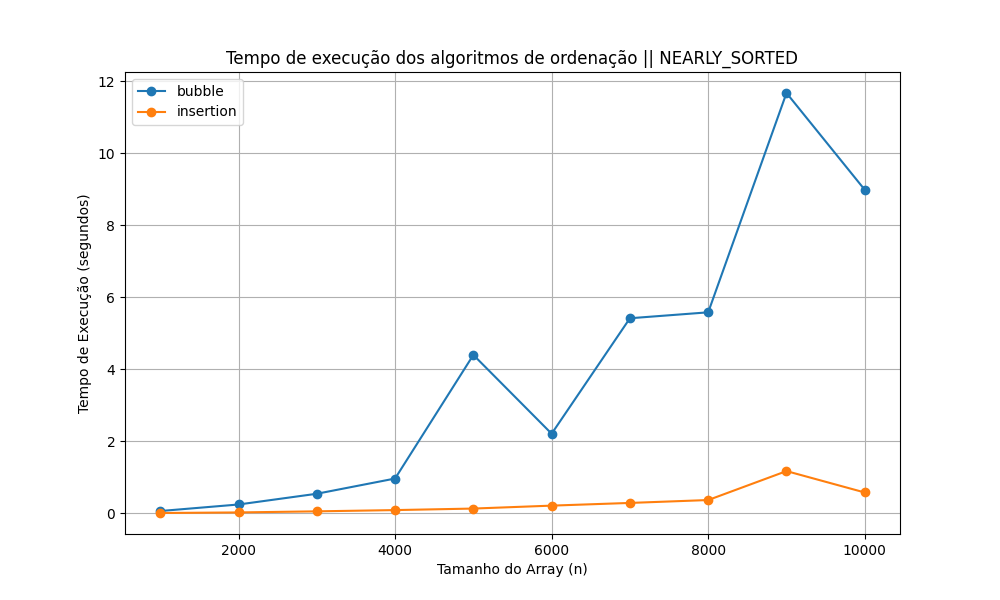 Tempo de execução dos algoritmos de ordenação || NEARLY_SORTED
bubble
insertion
Tempo de Execução (segundos)
12
10
8
6
4
2
0
2000
4000
6000
8000
10000
Tamanho do Array (n)